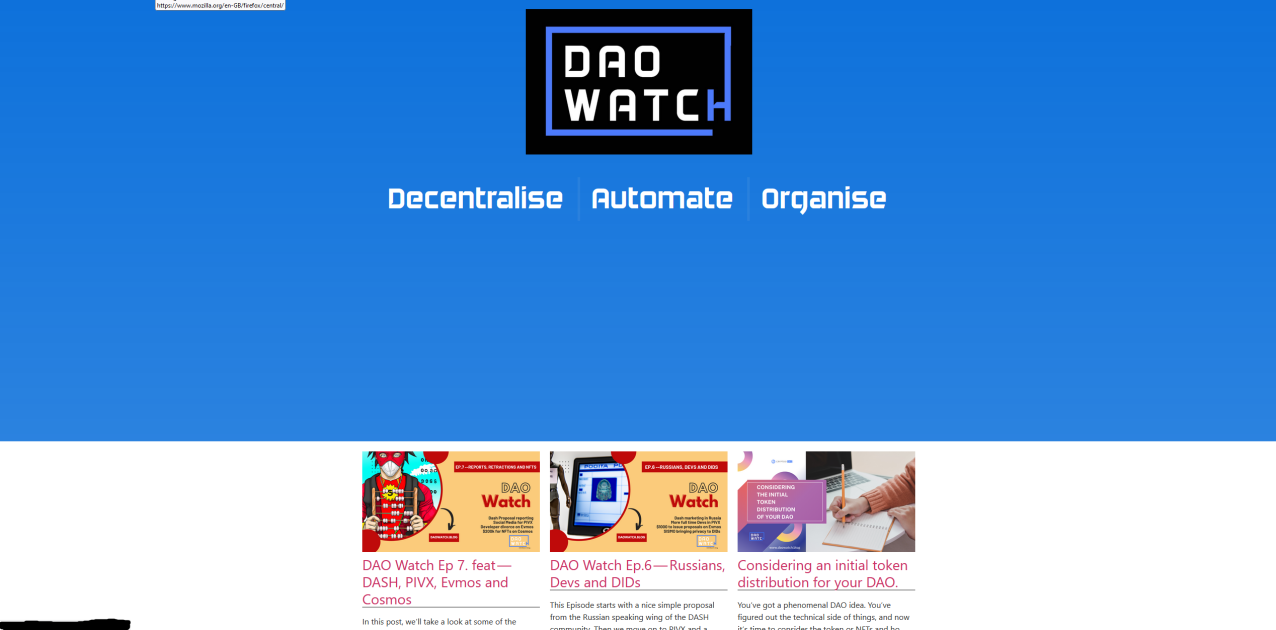 https://www.mozilla.org/en-GB/firefox/central/
DAO
WATCH
Decentralise
Automate
Organise
EP.7 — REPORTS, RETRACTIONS AND NFTS
DAO
Watch
Dash Proposal reporting
Social Media for PIVX
Developer divorce on Evmos
$200k for NFTs on Cosmos
DAOWATCH.BLOG
DAO Watch Ep 7. feat —
DASH, PIVX, Evmos and
Cosmos
In this post, we'll take a look at some of the
EP.6 —RUSSIANS, DEVS AND DIDS
DAO
Watch
Dash marketing in Russia
More full time Devs in PIVX
to issue proposals on Evmos
bringing privacy to DIDs
DAOWATCH.BLOG
DAO Watch Ep.6 — Russians,
Devs and DIDs
This Episode starts with a nice simple proposal
from the Russian speaking wing of the DASH
community. Then we move on to PIVX and a
CONSIDERING
THE INITIAL
TOKEN
DISTRIBUTION
OF YOUR DAO
Considering an initial token
distribution for your DAO.
You've got a phenomenal DAO idea. You've
figured out the technical side of things, and now
it's time to consider the token or NFTs and ho